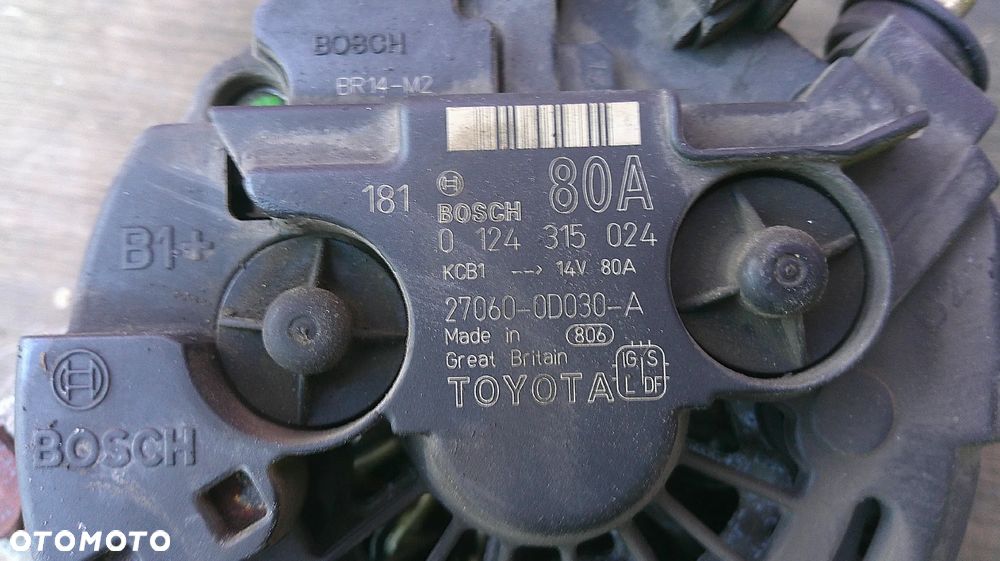 BOSCH
BR14-M2
181
BOSCH
80A
0 124 315 024
B1+
KCB1 --> 14V 80A
27060-0D030-A
Made in 806
Great Britain
TOYOTA
IG S
L DF
BOSCH
OTOMOTO